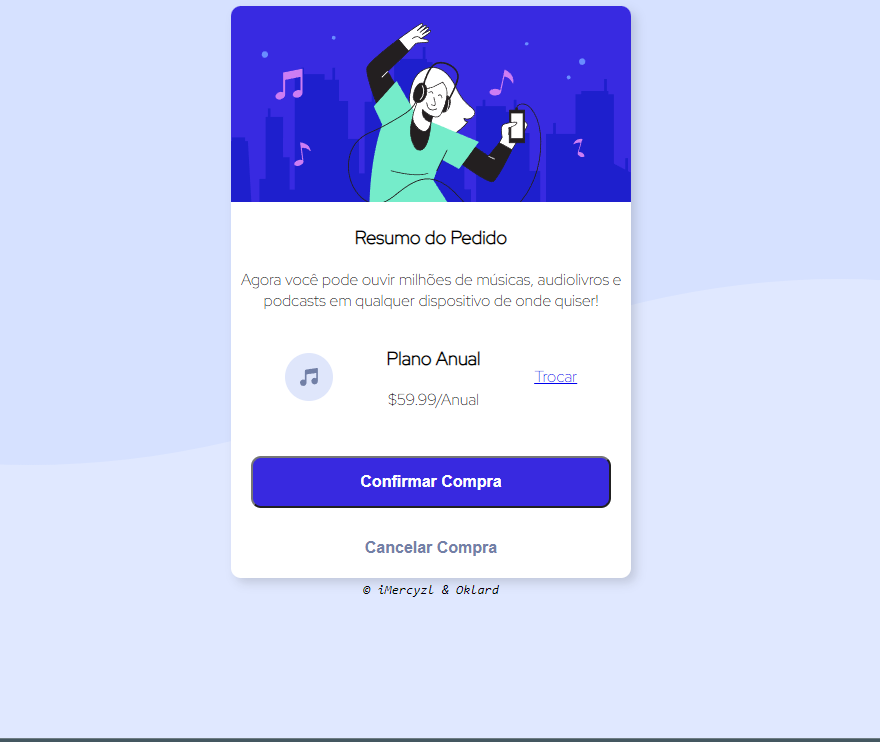 Resumo do Pedido
Agora você pode ouvir milhões de músicas, audiolivros e
podcasts em qualquer dispositivo de onde quiser!
Plano Anual
$59.99/Anual
Trocar
Confirmar Compra
Cancelar Compra
© iMercyzl & Oklard